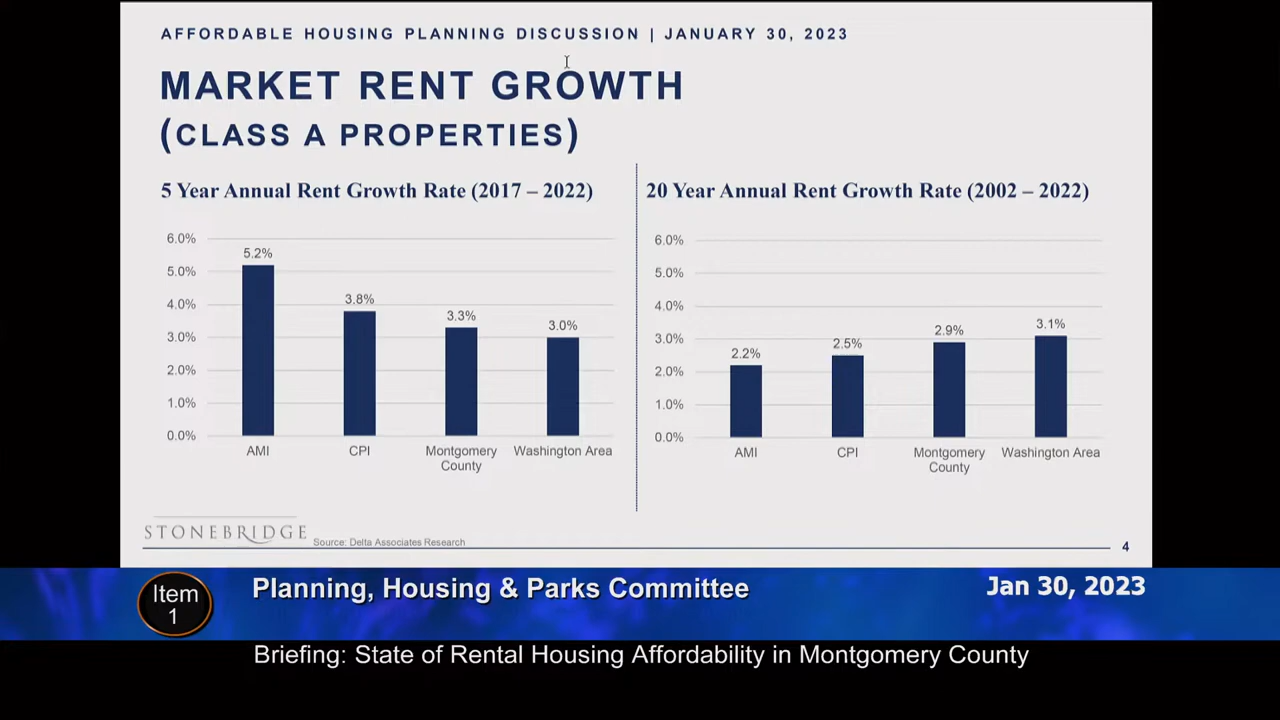 AFFORDABLE HOUSING PLANNING DISCUSSION | JANUARY 30, 2023
MARKET RENT GROWTH
(CLASS A PROPERTIES)
5 Year Annual Rent Growth Rate (2017 – 2022)
6.0%
5.0%
4.0%
3.0%
2.0%
1.0%
0.0%
5.2%
3.8%
3.3%
3.0%
AMI
CPI
Montgomery
County
Washington Area
20 Year Annual Rent Growth Rate (2002 – 2022)
6.0%
5.0%
4.0%
3.0%
2.0%
1.0%
0.0%
2.2%
2.5%
2.9%
3.1%
AMI
CPI
Montgomery
County
Washington Area
STONEBRIDGE
Source: Delta Associates Research
4
Item
1
Planning, Housing & Parks Committee
Jan 30, 2023
Briefing: State of Rental Housing Affordability in Montgomery County